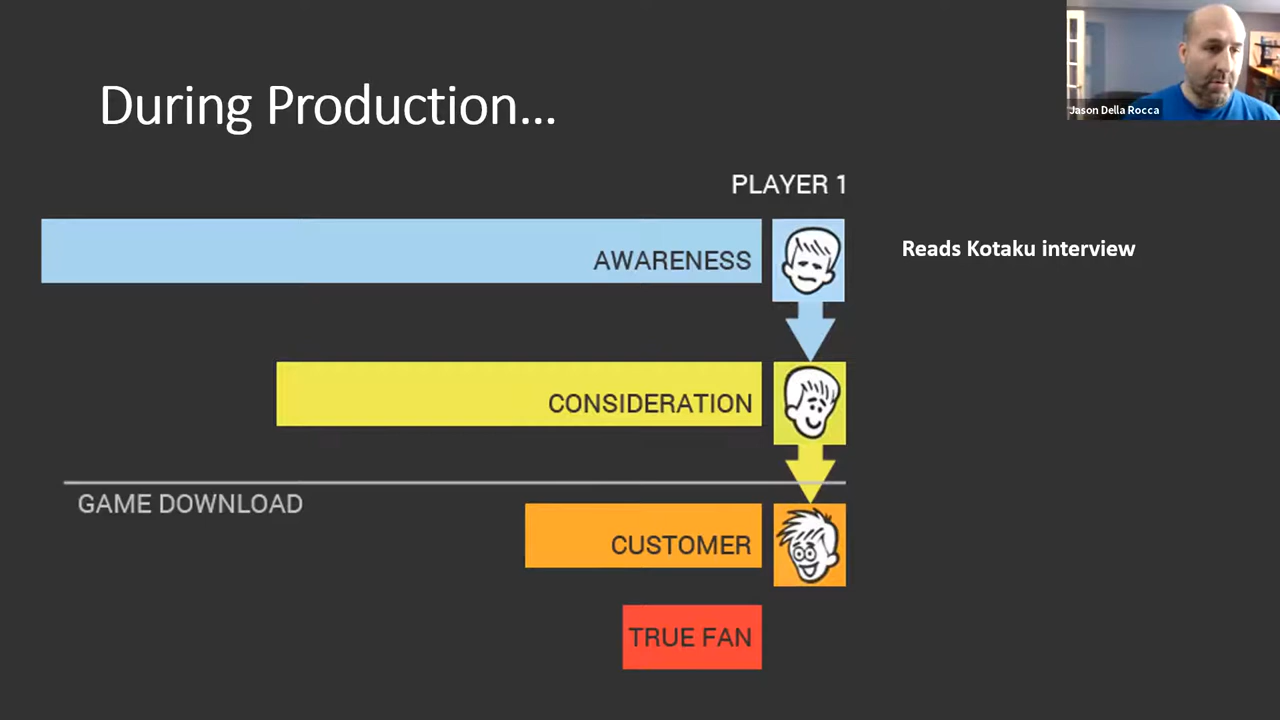 Jason Della Rocca
During Production...
PLAYER 1
AWARENESS
Reads Kotaku interview
CONSIDERATION
GAME DOWNLOAD
CUSTOMER
TRUE FAN